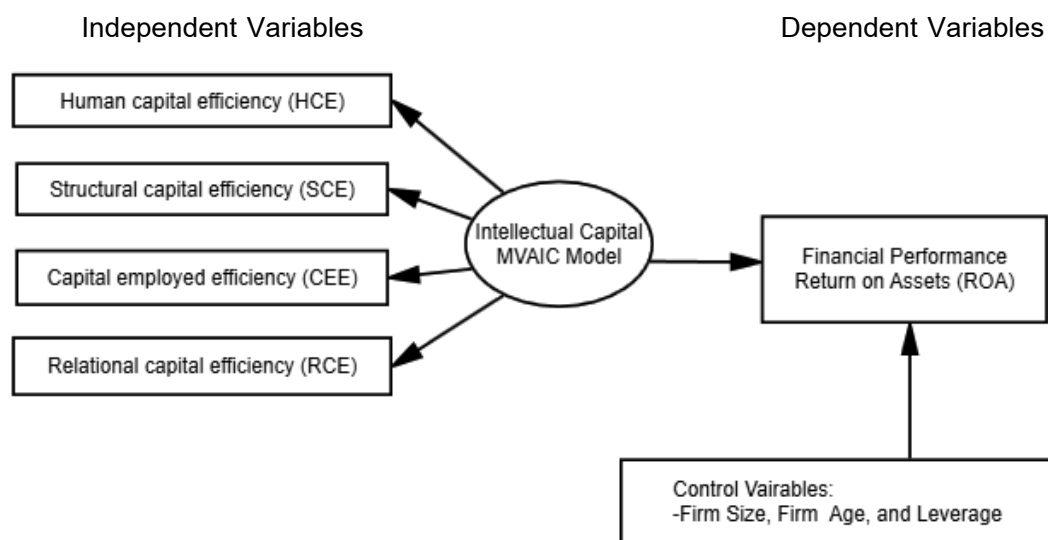 Independent Variables
Dependent Variables
Human capital efficiency (HCE)
Structural capital efficiency (SCE)
Capital employed efficiency (CEE)
Relational capital efficiency (RCE)
Intellectual Capital
MVAIC Model
Financial Performance
Return on Assets (ROA)
Control Vairables:
-Firm Size, Firm Age, and Leverage